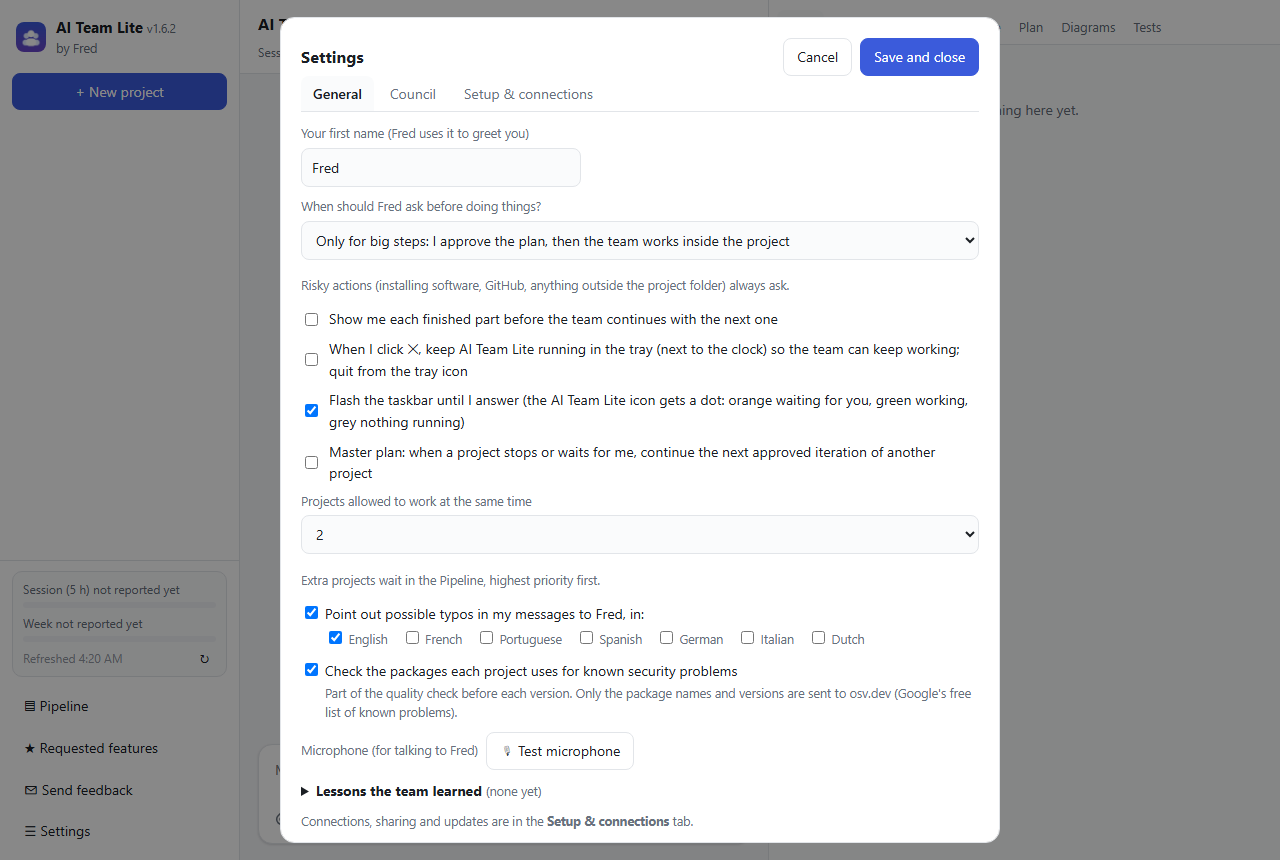 AI Team Lite v1.6.2
by Fred
+ New project
Session (5 h) not reported yet
Week not reported yet
Refreshed 4:20 AM
Pipeline
Requested features
Send feedback
Settings
AI
Plan Diagrams Tests
ing here yet.
Settings
Cancel
Save and close
General Council Setup & connections
Your first name (Fred uses it to greet you)
Fred
When should Fred ask before doing things?
Only for big steps: I approve the plan, then the team works inside the project
Risky actions (installing software, GitHub, anything outside the project folder) always ask.
Show me each finished part before the team continues with the next one
When I click ✕, keep AI Team Lite running in the tray (next to the clock) so the team can keep working;
quit from the tray icon
Flash the taskbar until I answer (the AI Team Lite icon gets a dot: orange waiting for you, green working,
grey nothing running)
Master plan: when a project stops or waits for me, continue the next approved iteration of another
project
Projects allowed to work at the same time
2
Extra projects wait in the Pipeline, highest priority first.
Point out possible typos in my messages to Fred, in:
English French Portuguese Spanish German Italian Dutch
Check the packages each project uses for known security problems
Part of the quality check before each version. Only the package names and versions are sent to osv.dev (Google's free
list of known problems).
Microphone (for talking to Fred) Test microphone
Lessons the team learned (none yet)
Connections, sharing and updates are in the Setup & connections tab.